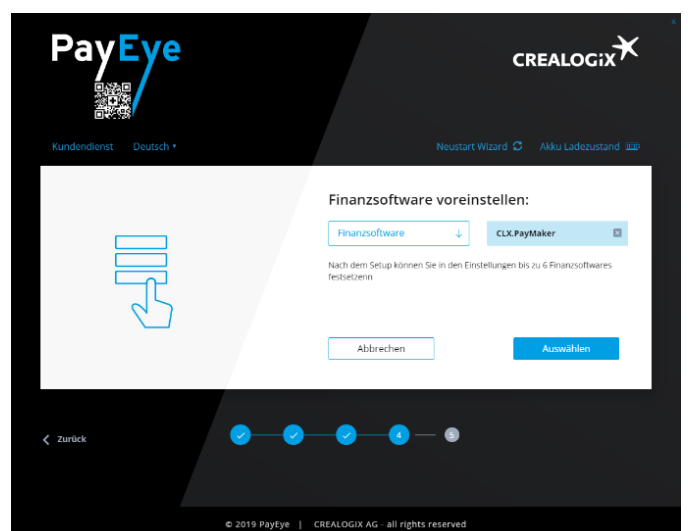 x
PayEye
CREALOGiX
Kundendienst Deutsch Neustart Wizard Akku Ladezustand
Finanzsoftware voreinstellen:
Finanzsoftware CLX.PayMaker
Nach dem Setup können Sie in den Einstellungen bis zu 6 Finanzsoftwares
festsetzenn
Abbrechen Auswählen
Zurück 4 5
© 2019 PayEye | CREALOGIX AG - all rights reserved